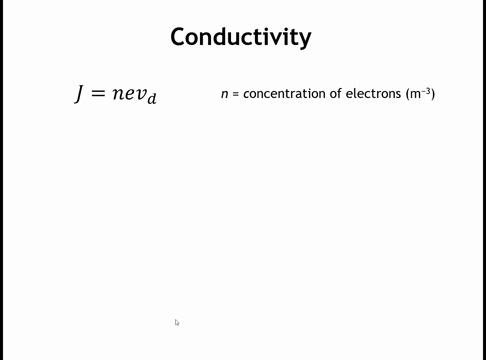 Conductivity
J = nev_d
n = concentration of electrons (m⁻³)